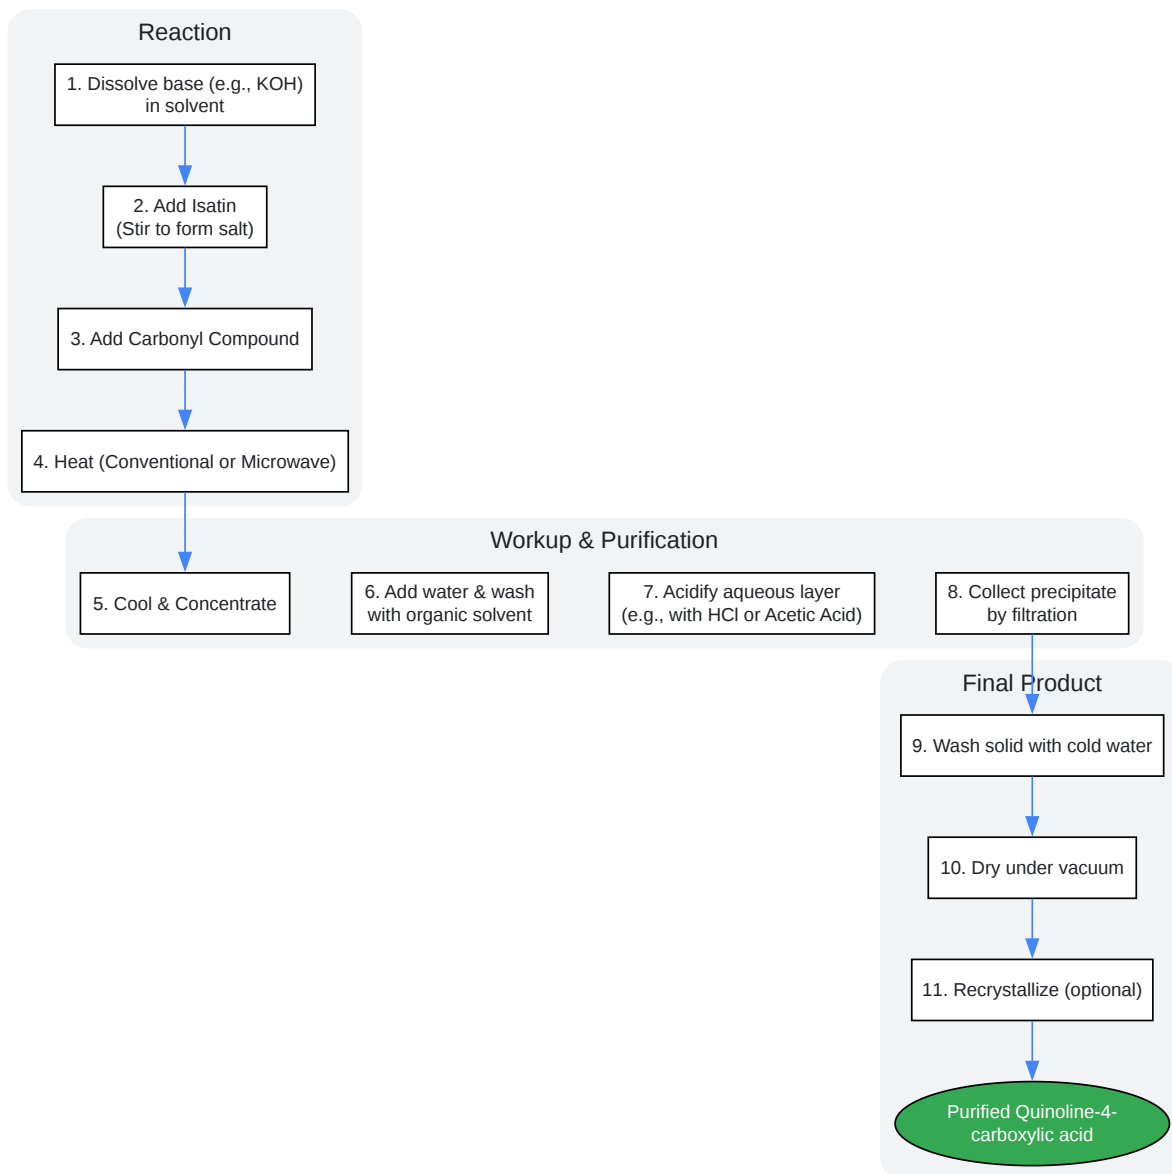 Reaction
1. Dissolve base (e.g., KOH)
in solvent
2. Add Isatin
(Stir to form salt)
3. Add Carbonyl Compound
4. Heat (Conventional or Microwave)
Workup & Purification
5. Cool & Concentrate
6. Add water & wash
with organic solvent
7. Acidify aqueous layer
(e.g., with HCl or Acetic Acid)
8. Collect precipitate
by filtration
Final Product
9. Wash solid with cold water
10. Dry under vacuum
11. Recrystallize (optional)
Purified Quinoline-4-
carboxylic acid